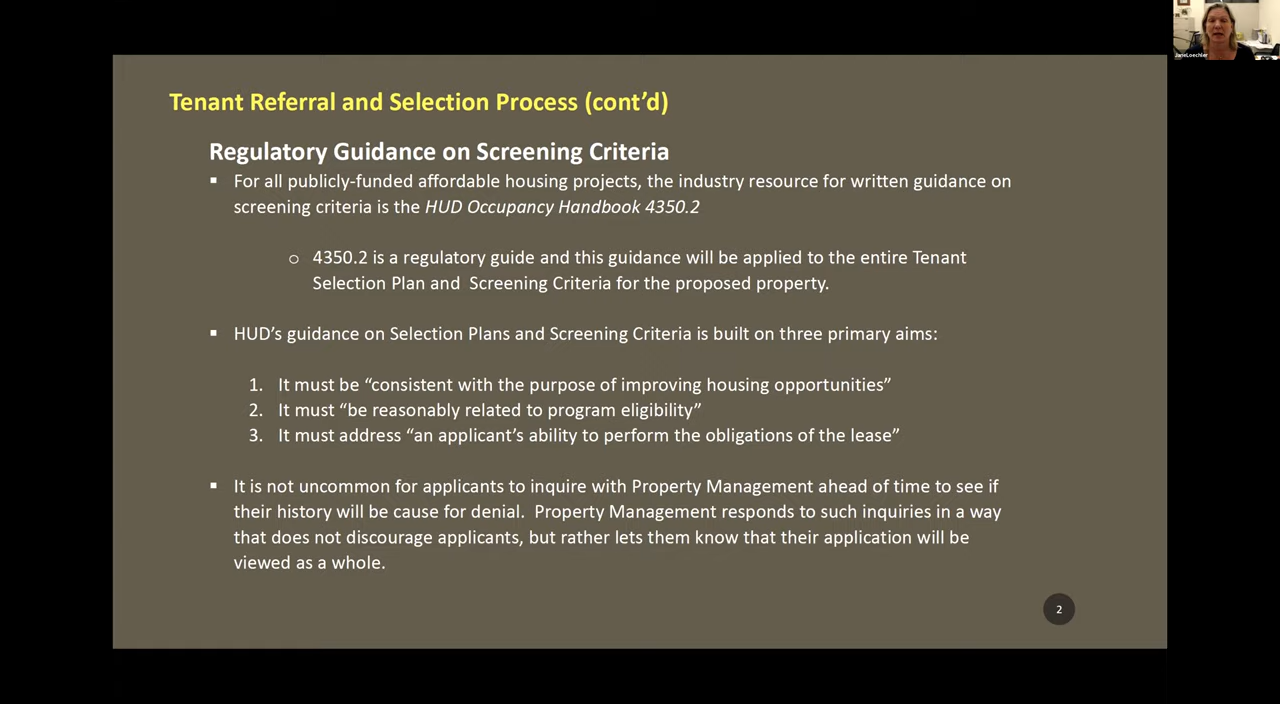 JaneLoechler
Tenant Referral and Selection Process (cont’d)
Regulatory Guidance on Screening Criteria
▪ For all publicly-funded affordable housing projects, the industry resource for written guidance on
screening criteria is the HUD Occupancy Handbook 4350.2
o 4350.2 is a regulatory guide and this guidance will be applied to the entire Tenant
Selection Plan and  Screening Criteria for the proposed property.
▪ HUD’s guidance on Selection Plans and Screening Criteria is built on three primary aims:
1. It must be “consistent with the purpose of improving housing opportunities”
2. It must “be reasonably related to program eligibility”
3. It must address “an applicant’s ability to perform the obligations of the lease”
▪ It is not uncommon for applicants to inquire with Property Management ahead of time to see if
their history will be cause for denial.  Property Management responds to such inquiries in a way
that does not discourage applicants, but rather lets them know that their application will be
viewed as a whole.
2